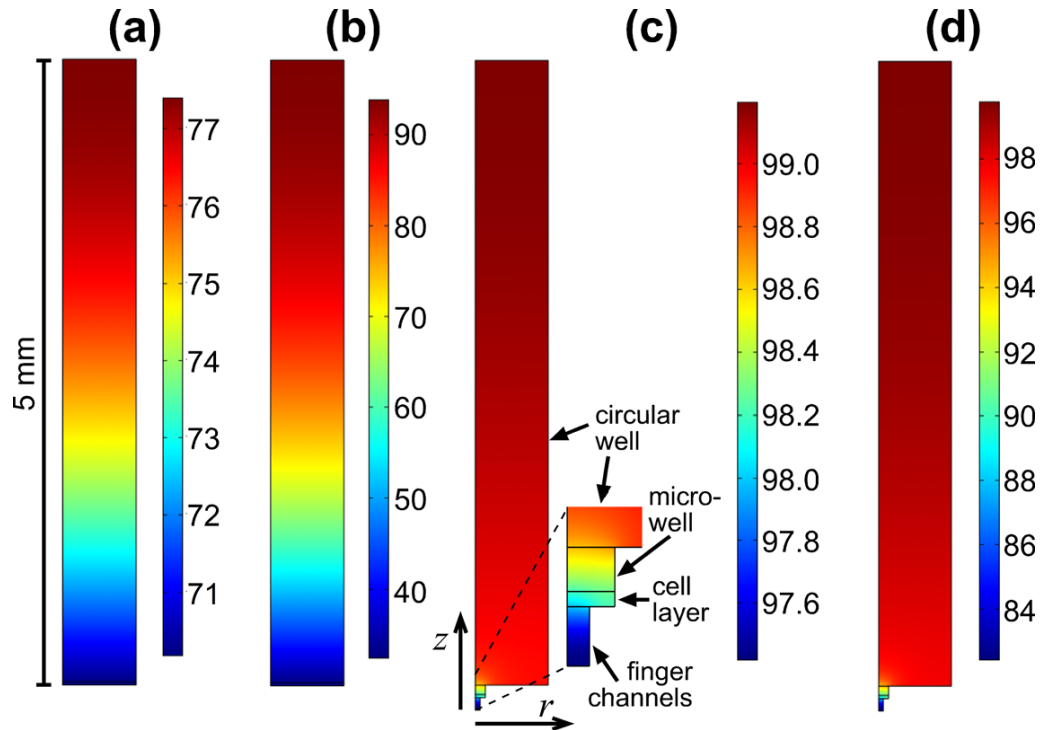 (a)
(b)
(c)
(d)
5 mm
77
76
75
74
73
72
71
90
80
70
60
50
40
circular
well
micro-
well
cell
layer
finger
channels
z
r
99.0
98.8
98.6
98.4
98.2
98.0
97.8
97.6
98
96
94
92
90
88
86
84